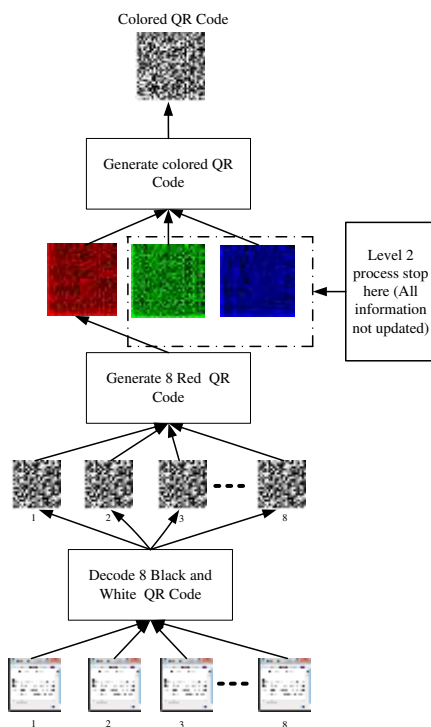 Colored QR Code
Generate colored QR
Code
Level 2
process stop
here (All
information
not updated)
Generate 8 Red QR
Code
1 2 3 8
Decode 8 Black and
White QR Code
1 2 3 8